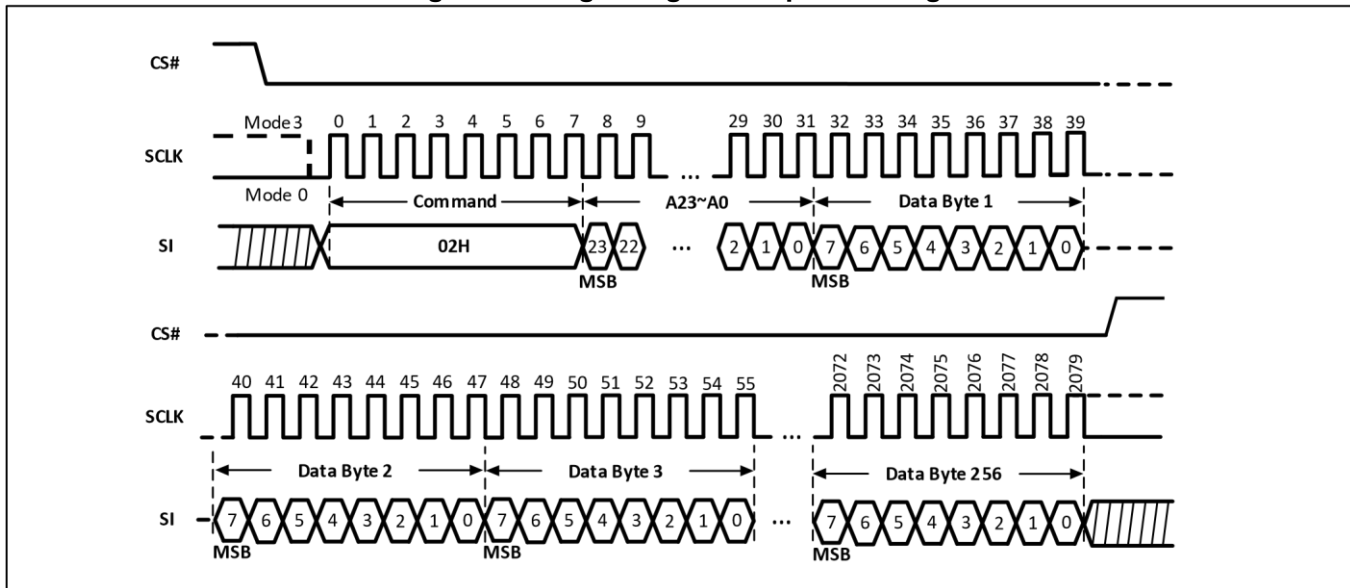 CS#
Mode3 0 1 2 3 4 5 6 7 8 9 29 30 31 32 33 34 35 36 37 38 39
SCLK
...
Mode 0 Command A23~A0 Data Byte 1
SI 02H 23 22 ... 2 1 0 7 6 5 4 3 2 1 0
MSB MSB
CS#
40 41 42 43 44 45 46 47 48 49 50 51 52 53 54 55 2072 2073 2074 2075 2076 2077 2078 2079
SCLK
...
Data Byte 2 Data Byte 3 Data Byte 256
SI 7 6 5 4 3 2 1 0 7 6 5 4 3 2 1 0 ... 7 6 5 4 3 2 1 0
MSB MSB MSB